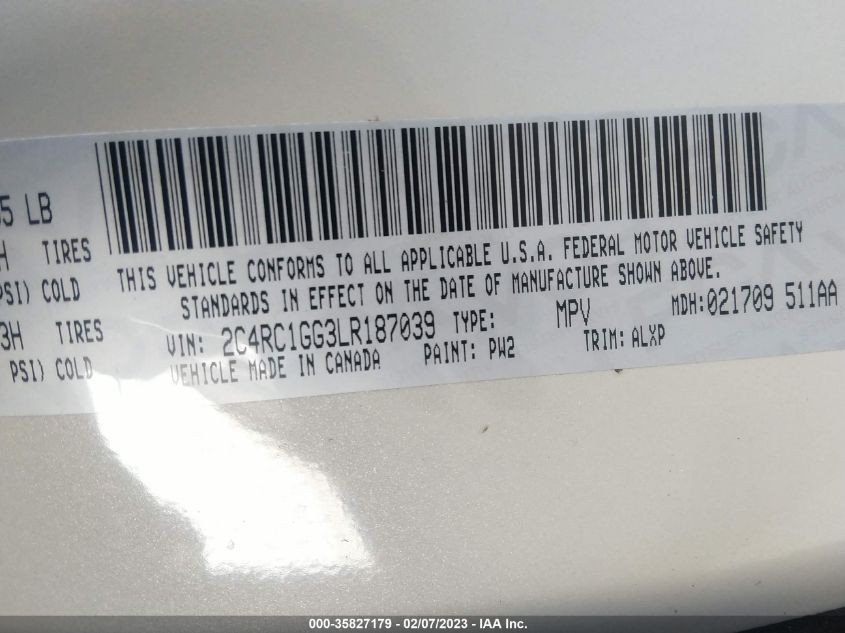 5 LB
H TIRES
PSI) COLD
3H TIRES
PSI) COLD
THIS VEHICLE CONFORMS TO ALL APPLICABLE U.S.A. FEDERAL MOTOR VEHICLE SAFETY
STANDARDS IN EFFECT ON THE DATE OF MANUFACTURE SHOWN ABOVE.
VIN: 2C4RC1GG3LR187039 TYPE: MPV MDH:021709 511AA
VEHICLE MADE IN CANADA PAINT: PW2 TRIM: ALXP
000-35827179 - 02/07/2023 - IAA Inc.